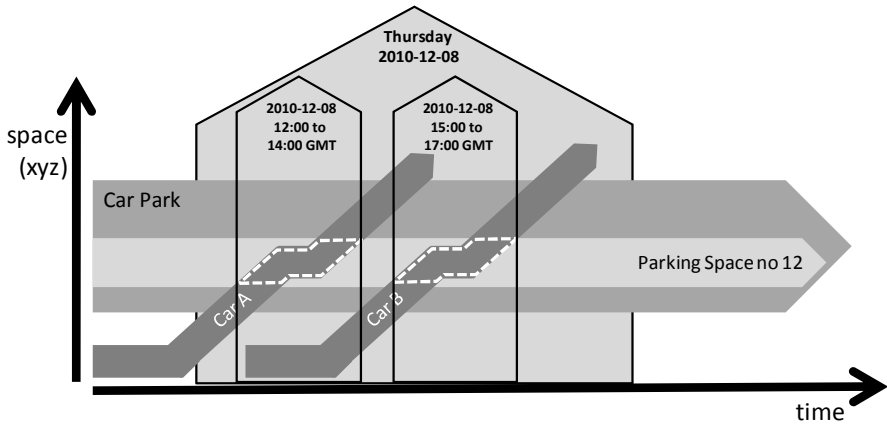 Thursday
2010-12-08
2010-12-08
12:00 to
14:00 GMT
2010-12-08
15:00 to
17:00 GMT
space
(xyz)
Car Park
Parking Space no 12
Car A
Car B
time